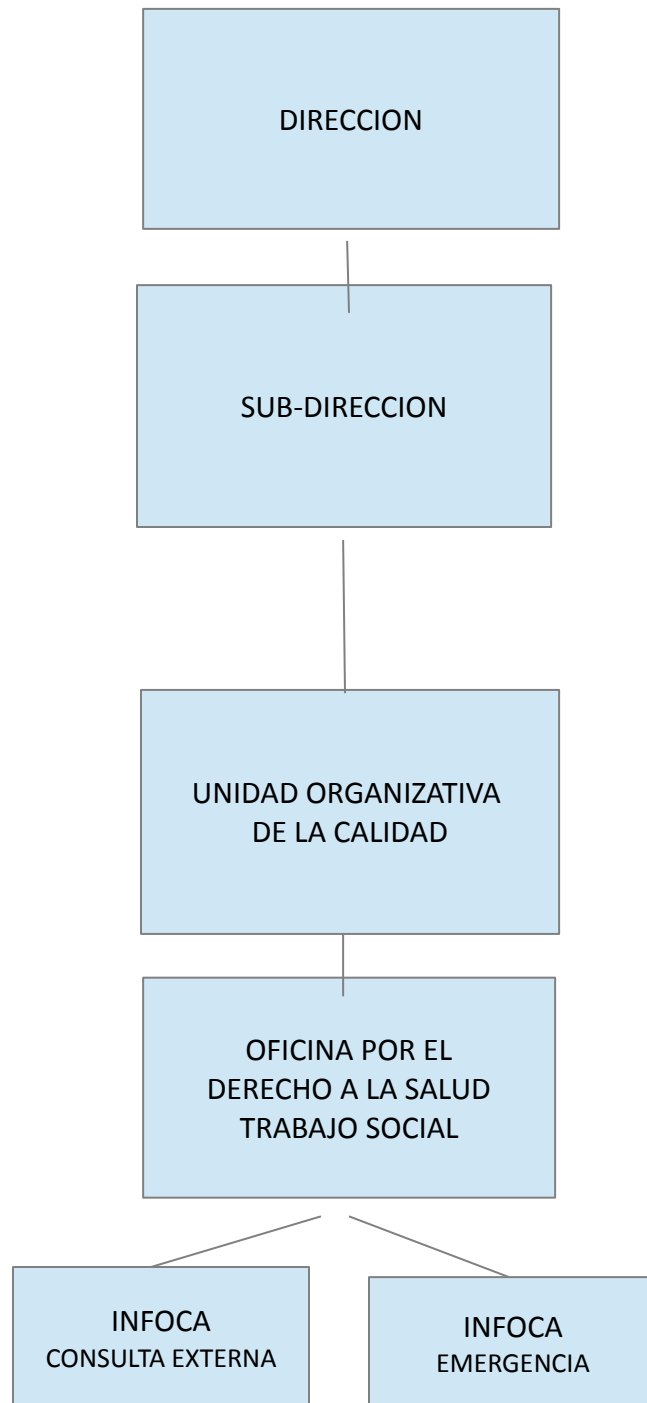 DIRECCION
SUB-DIRECCION
UNIDAD ORGANIZATIVA
DE LA CALIDAD
OFICINA POR EL
DERECHO A LA SALUD
TRABAJO SOCIAL
INFOCA
CONSULTA EXTERNA
INFOCA
EMERGENCIA